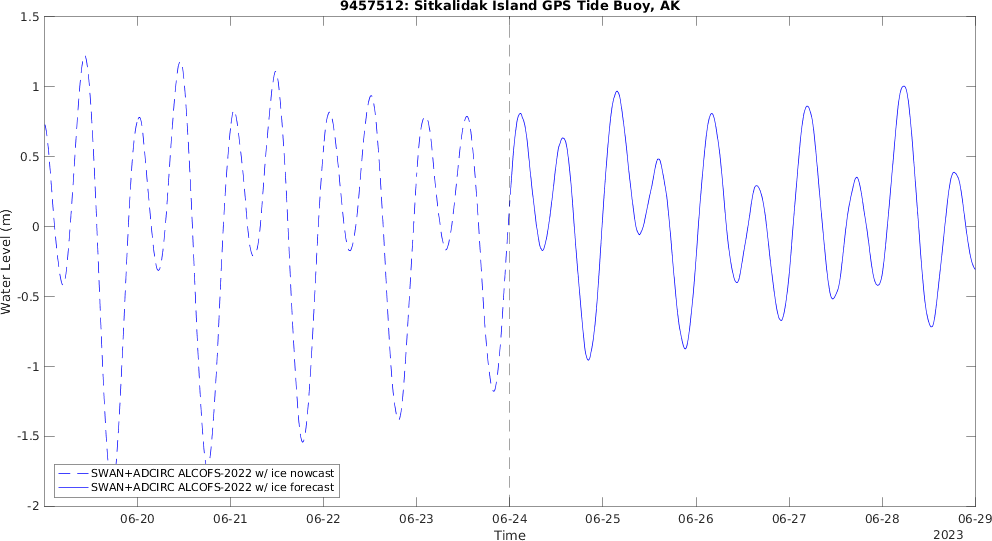 9457512: Sitkalidak Island GPS Tide Buoy, AK
1.5
1
0.5
0
-0.5
-1
-1.5
-2
Water Level (m)
SWAN+ADCIRC ALCOFS-2022 w/ ice nowcast
SWAN+ADCIRC ALCOFS-2022 w/ ice forecast
06-20 06-21 06-22 06-23 06-24 06-25 06-26 06-27 06-28 06-29
Time
2023